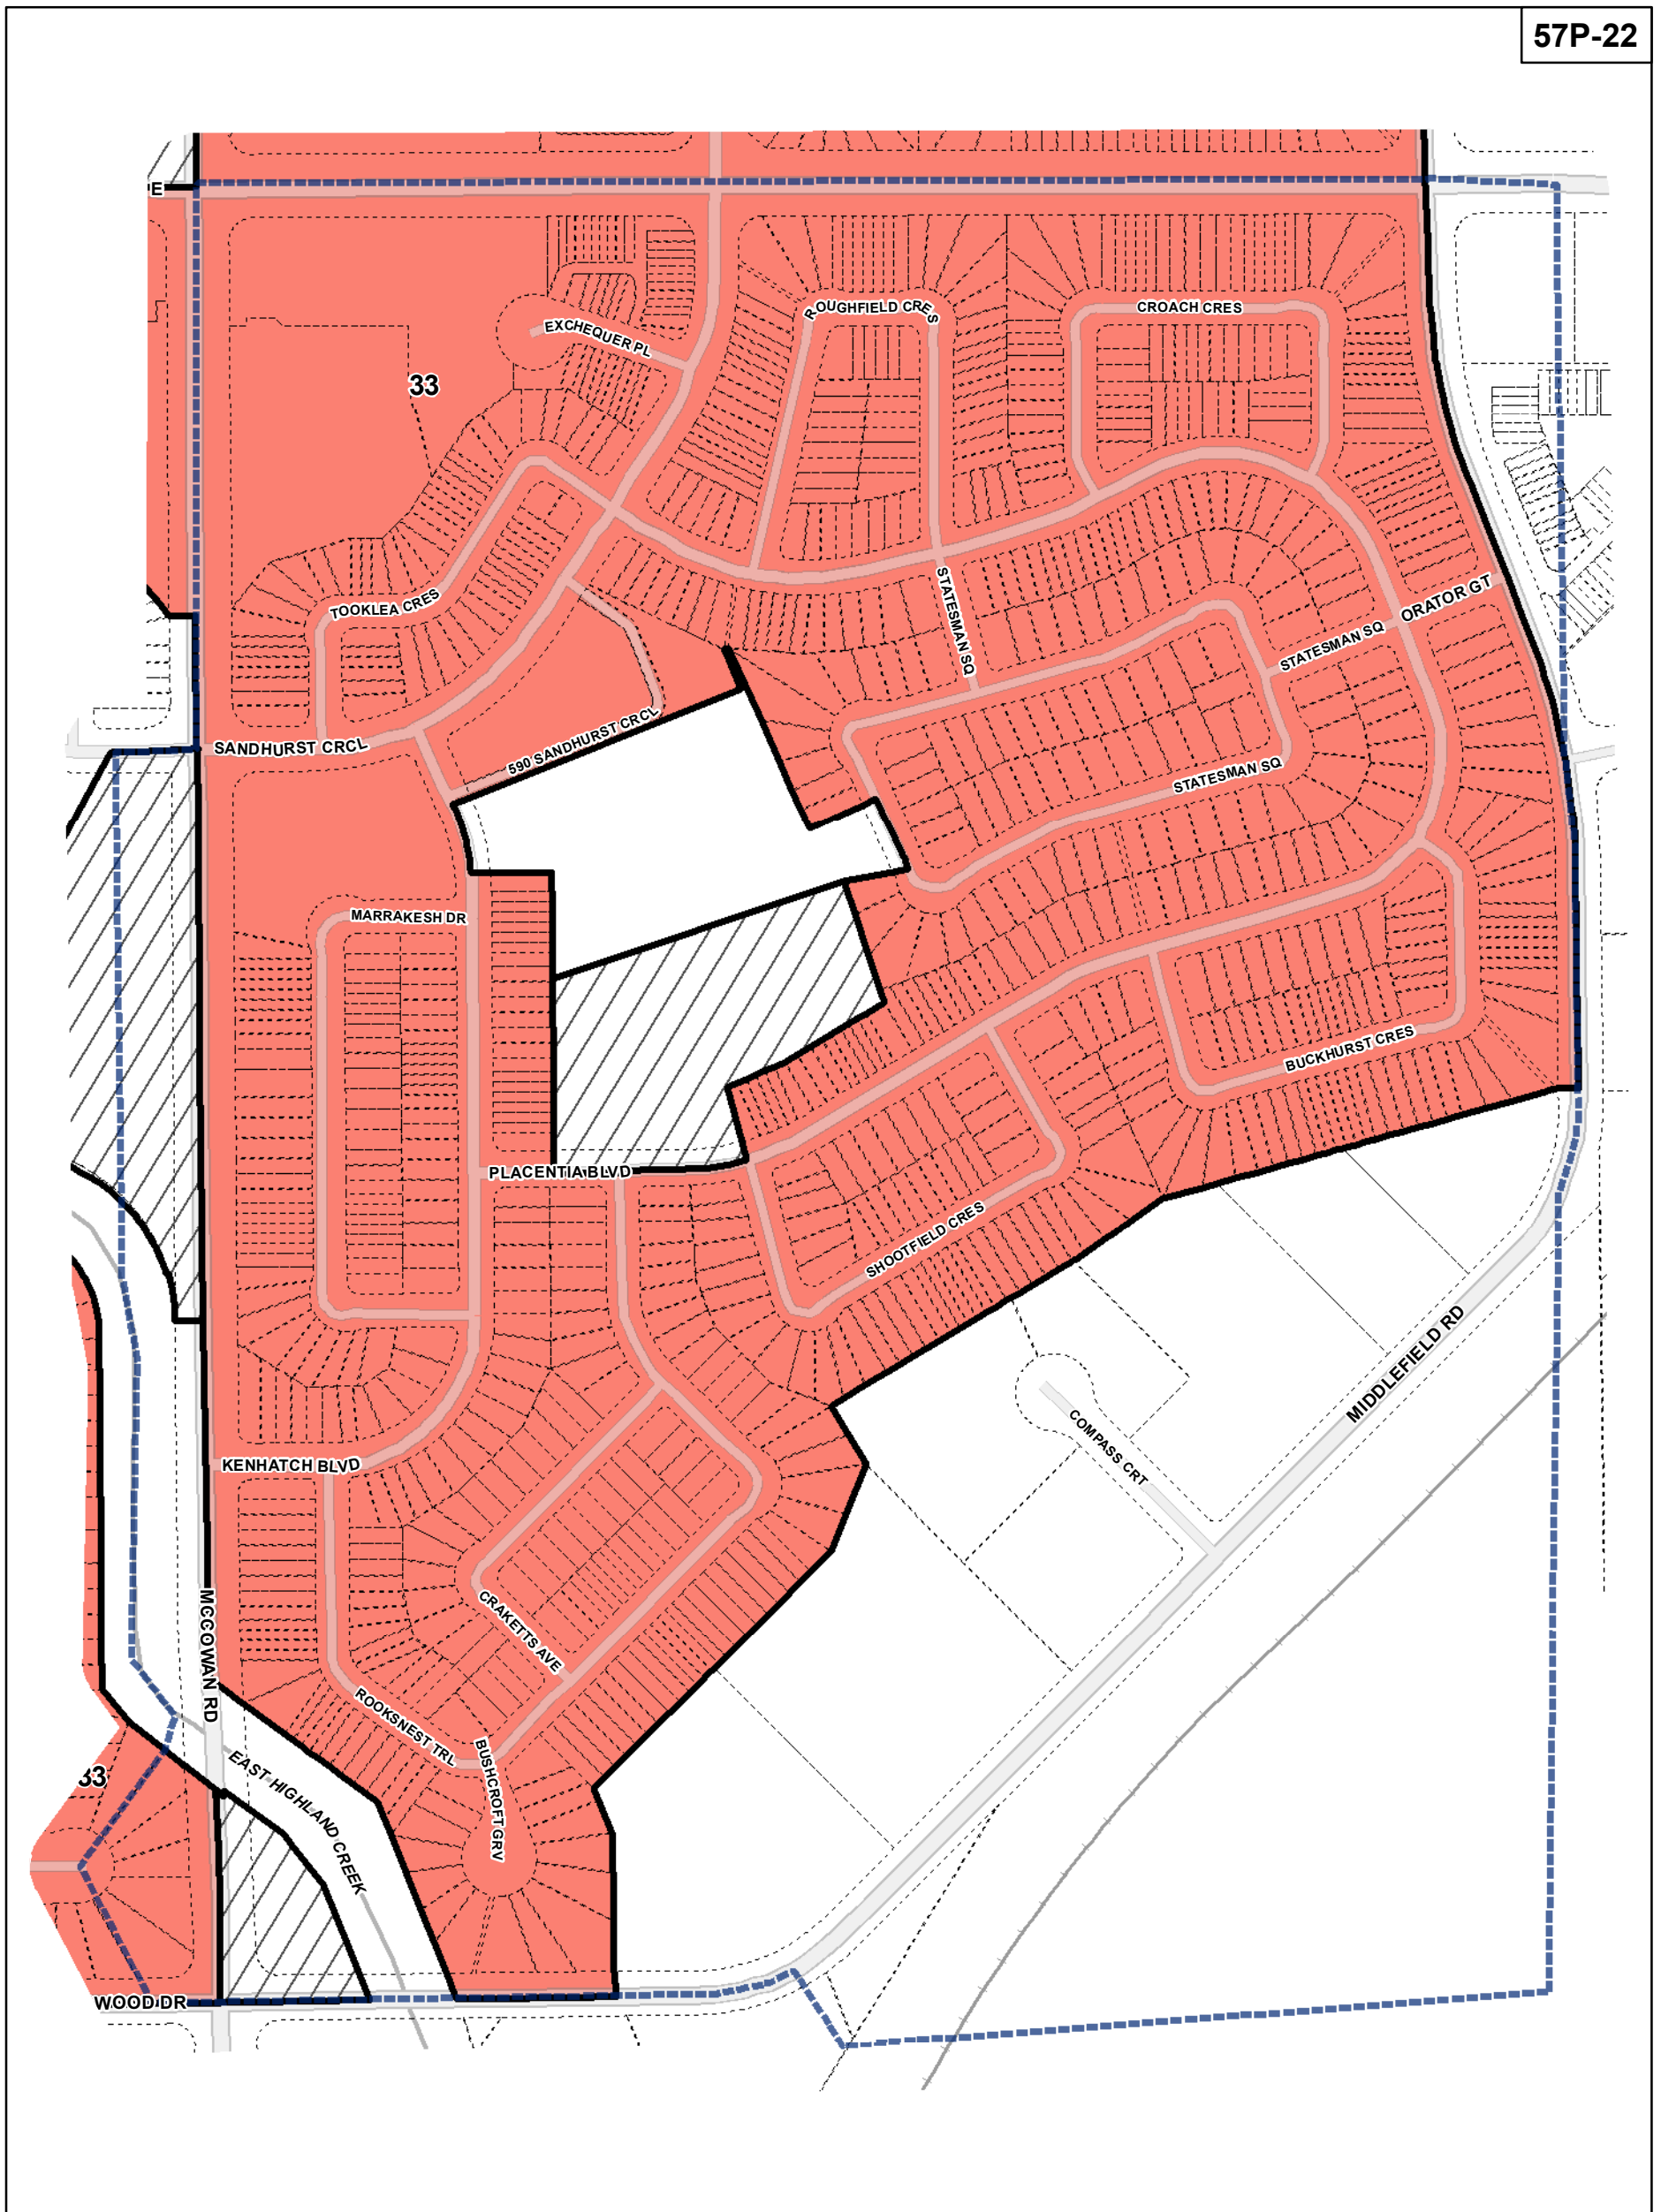 57P-22
E
ROUGHFIELD CRES
CROACH CRES
EXCHEQUER PL
33
TOOKLEA CRES
STATESMAN SQ
ORATOR GT
STATESMAN SQ
SANDHURST CRCL
590 SANDHURST CRCL
STATESMAN SQ
MARRAKESH DR
BUCKHURST CRES
PLACENTIA BLVD
SHOOTFIELD CRES
MIDDLEFIELD RD
COMPASS CRT
KENHATCH BLVD
CRAKETTS AVE
MCCOWAN RD
ROOKSNEST TRL
BUSHCROFT GRV
EAST HIGHLAND CREEK
33
WOOD DR